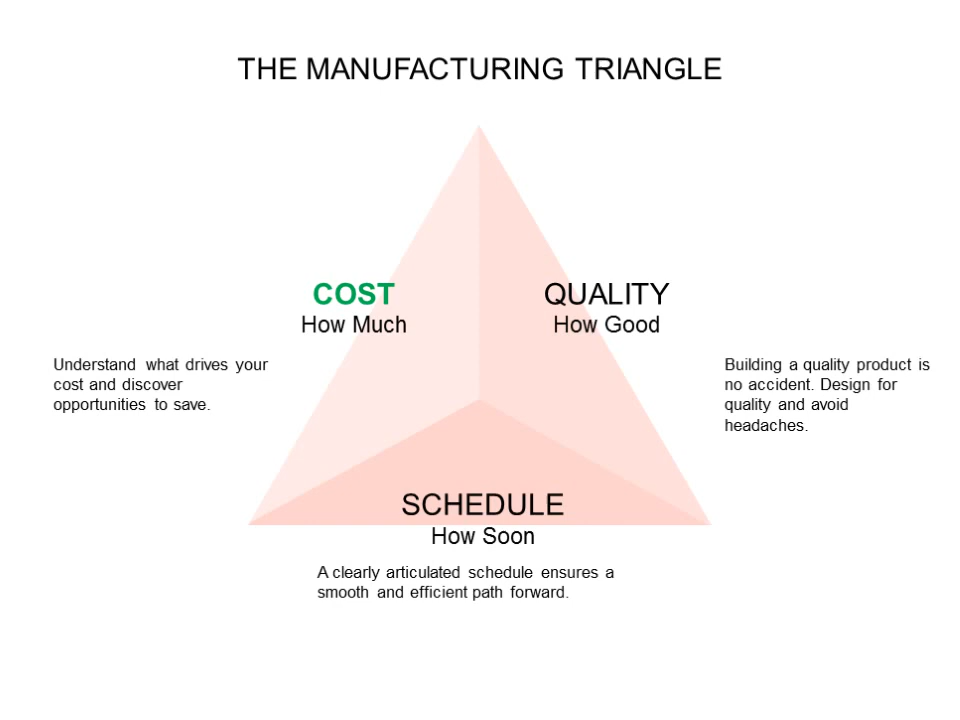 THE MANUFACTURING TRIANGLE
COST
How Much
Understand what drives your
cost and discover
opportunities to save.
QUALITY
How Good
Building a quality product is
no accident. Design for
quality and avoid
headaches.
SCHEDULE
How Soon
A clearly articulated schedule ensures a
smooth and efficient path forward.